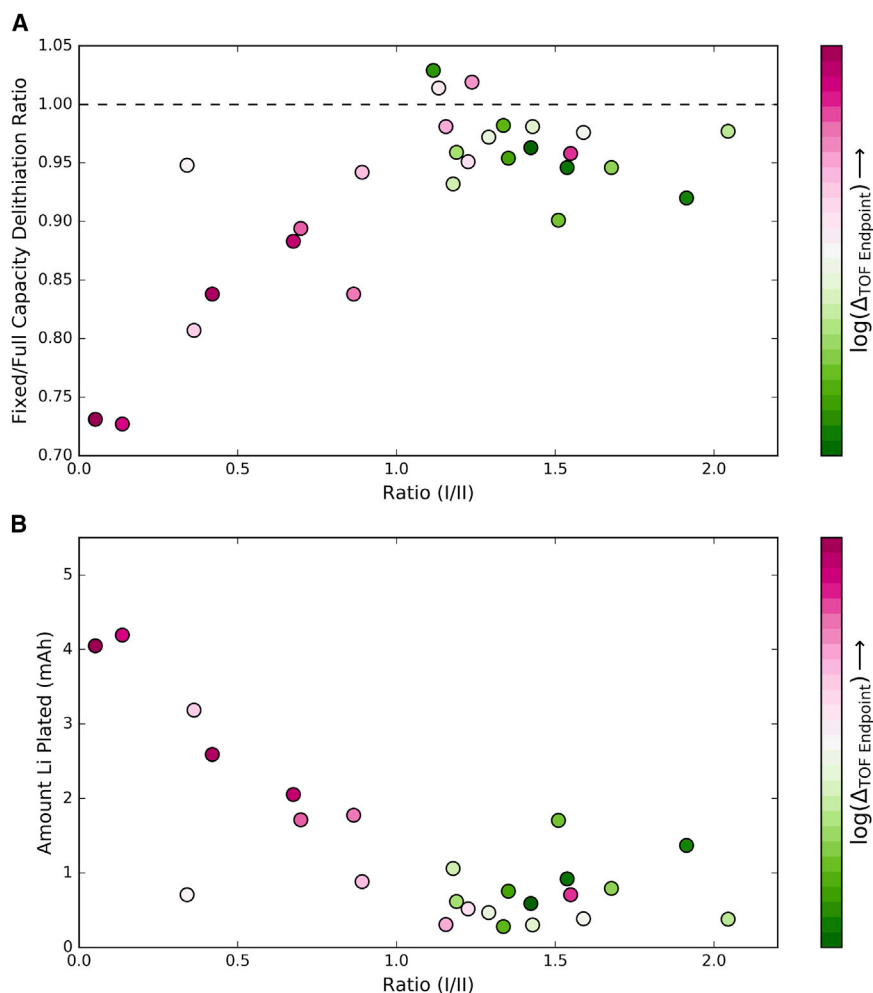 A
1.05
1.00
0.95
0.90
0.85
0.80
0.75
0.70
Fixed/Full Capacity Delithiation Ratio
0.0 0.5 1.0 1.5 2.0
Ratio (I/II)
log(Δ_TOF Endpoint) ⟶
B
5
4
3
2
1
0
Amount Li Plated (mAh)
0.0 0.5 1.0 1.5 2.0
Ratio (I/II)
log(Δ_TOF Endpoint) ⟶